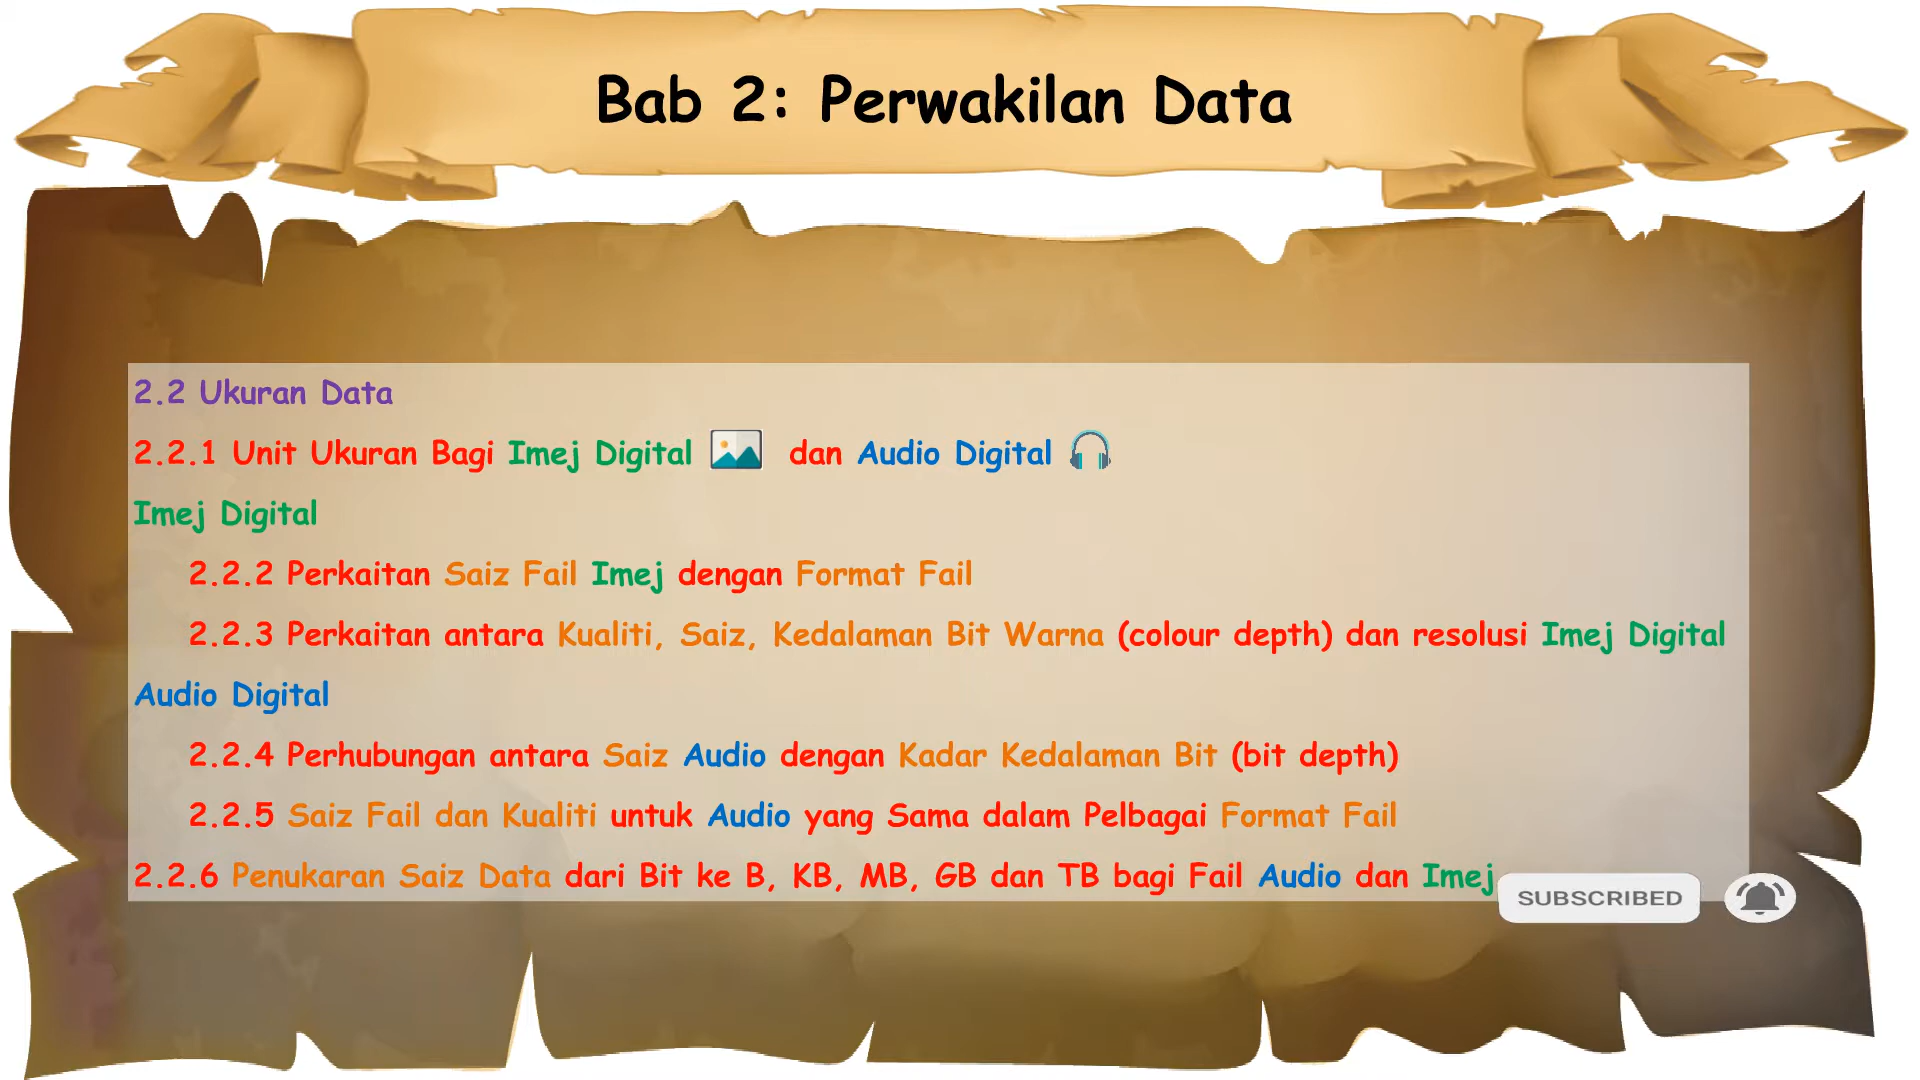 Bab 2: Perwakilan Data
2.2 Ukuran Data
2.2.1 Unit Ukuran Bagi Imej Digital dan Audio Digital
Imej Digital
2.2.2 Perkaitan Saiz Fail Imej dengan Format Fail
2.2.3 Perkaitan antara Kualiti, Saiz, Kedalaman Bit Warna (colour depth) dan resolusi Imej Digital
Audio Digital
2.2.4 Perhubungan antara Saiz Audio dengan Kadar Kedalaman Bit (bit depth)
2.2.5 Saiz Fail dan Kualiti untuk Audio yang Sama dalam Pelbagai Format Fail
2.2.6 Penukaran Saiz Data dari Bit ke B, KB, MB, GB dan TB bagi Fail Audio dan Imej
SUBSCRIBED